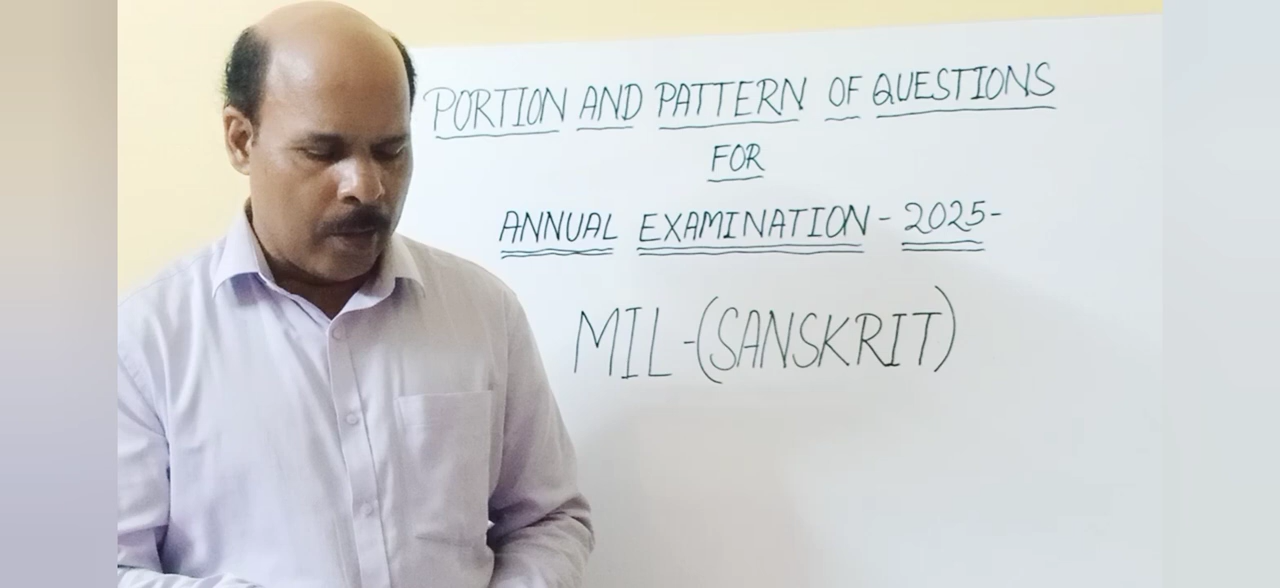 PORTION AND PATTERN OF QUESTIONS
FOR
ANNUAL EXAMINATION - 2025-
MIL-(SANSKRIT)